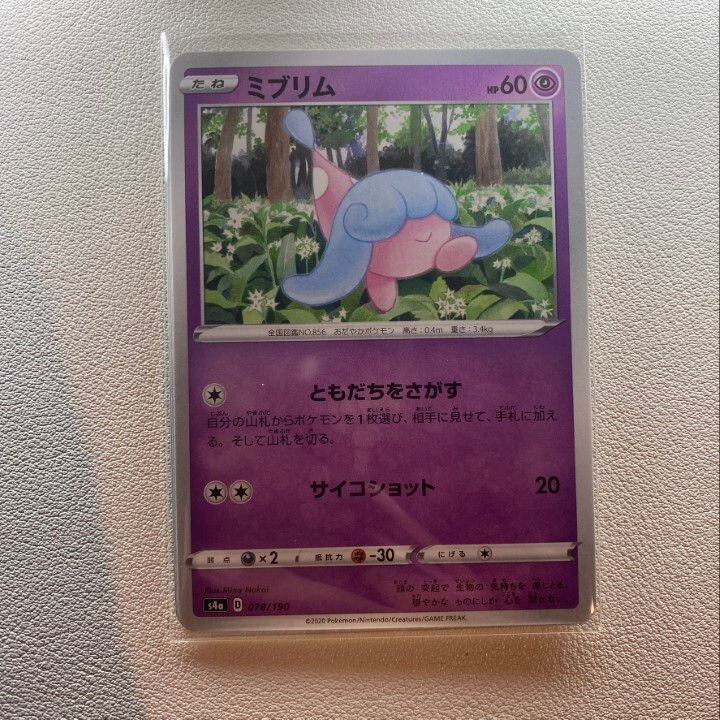 たね ミブリム HP60
全国図鑑NO.856 おだやかポケモン 高さ:0.4m 重さ:3.4kg
ともだちをさがす
自分の山札からポケモンを1枚選び、相手に見せて、手札に加え
る。そして山札を切る。
サイコショット 20
弱点 ×2 抵抗力 -30 にげる
Illus. Mina Nakai
頭の 突起で 生物の 気持ちを 感じとる。
穏やかな ものにしか 心を 開かない。
s4a D 078/190
©2020 Pokémon/Nintendo/Creatures/GAME FREAK.